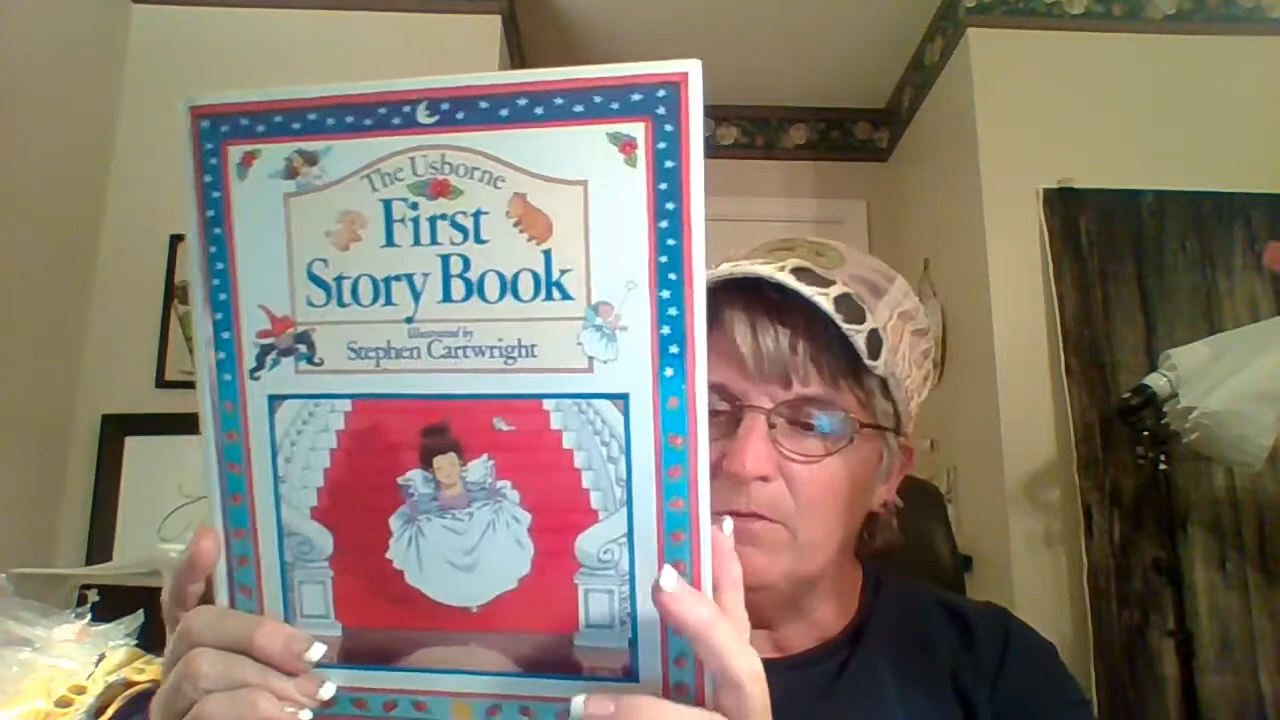 The Usborne
First
Story Book
Illustrated by
Stephen Cartwright